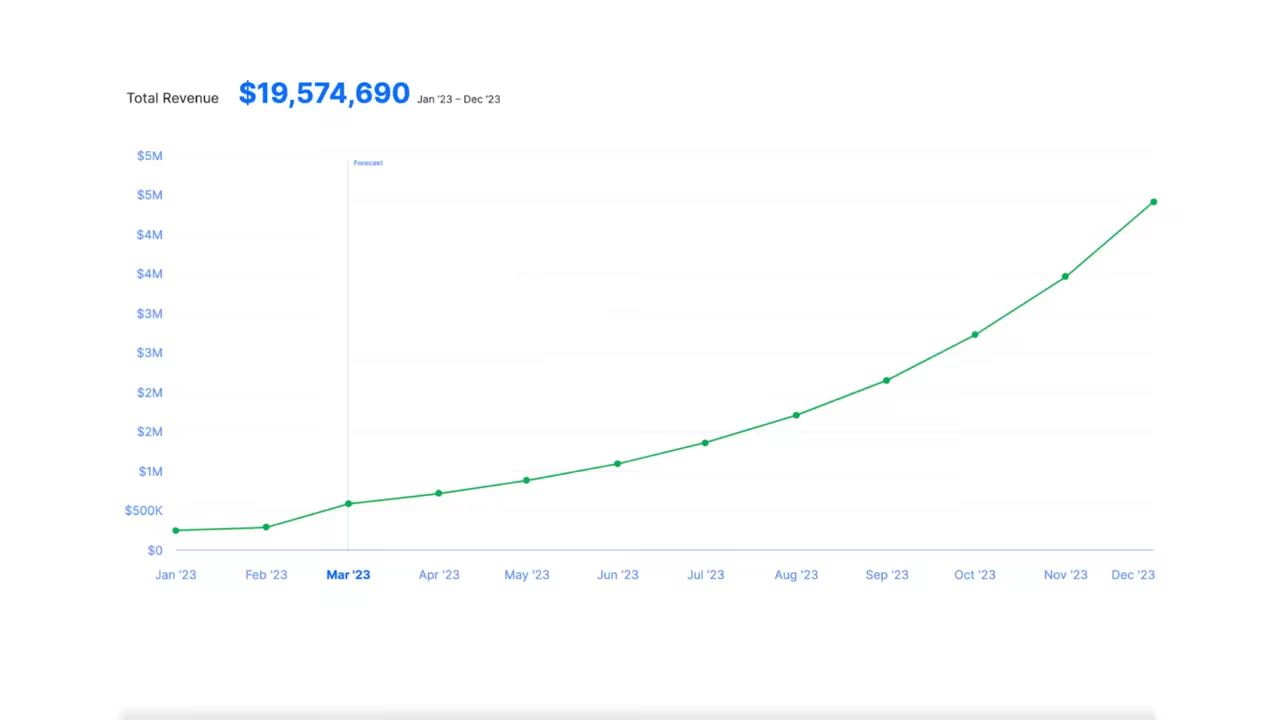 Total Revenue $19,574,690 Jan '23 – Dec '23
$5M
Forecast
$5M
$4M
$4M
$3M
$3M
$2M
$2M
$1M
$500K
$0
Jan '23 Feb '23 Mar '23 Apr '23 May '23 Jun '23 Jul '23 Aug '23 Sep '23 Oct '23 Nov '23 Dec '23